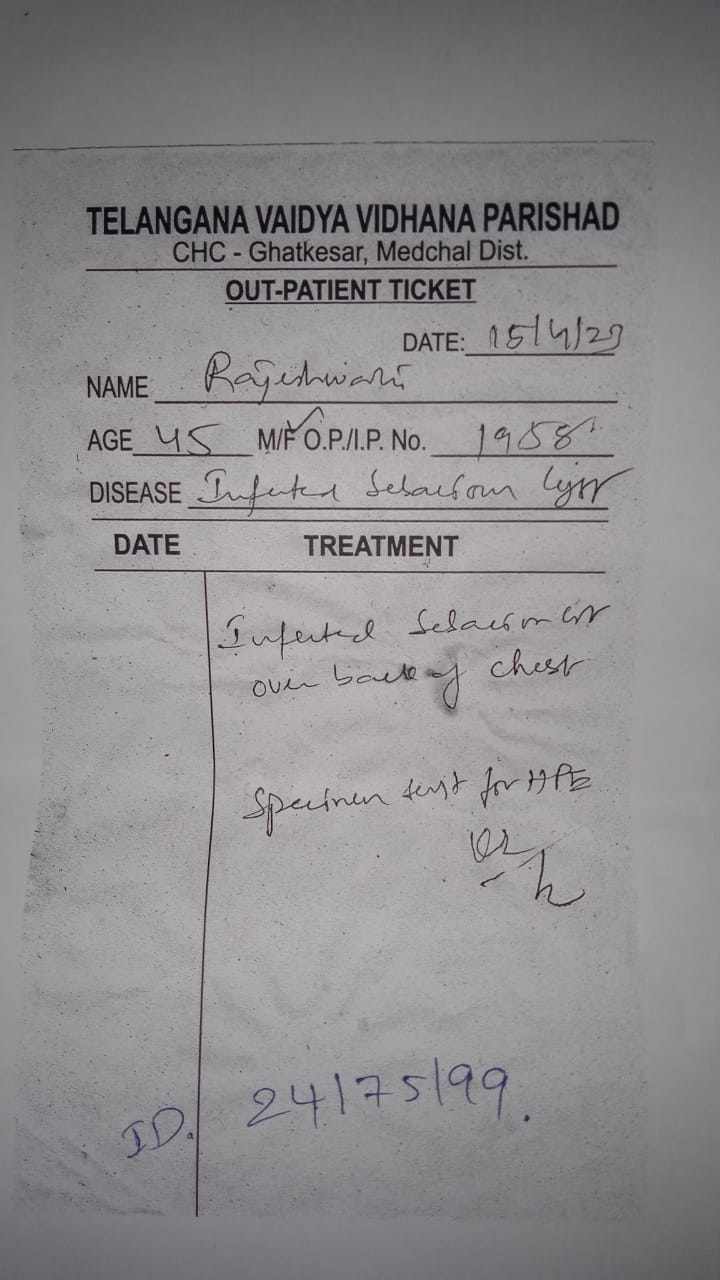 TELANGANA VAIDYA VIDHANA PARISHAD
CHC - Ghatkesar, Medchal Dist.
OUT-PATIENT TICKET
DATE: 15/4/23
NAME Rajeshwari
AGE 45 M/F O.P./I.P. No. 1958
DISEASE Infected Sebaceous Cyst
DATE TREATMENT
Infected Sebaceous cyst
over back of chest
Specimen sent for HPE
ID. 24175199.